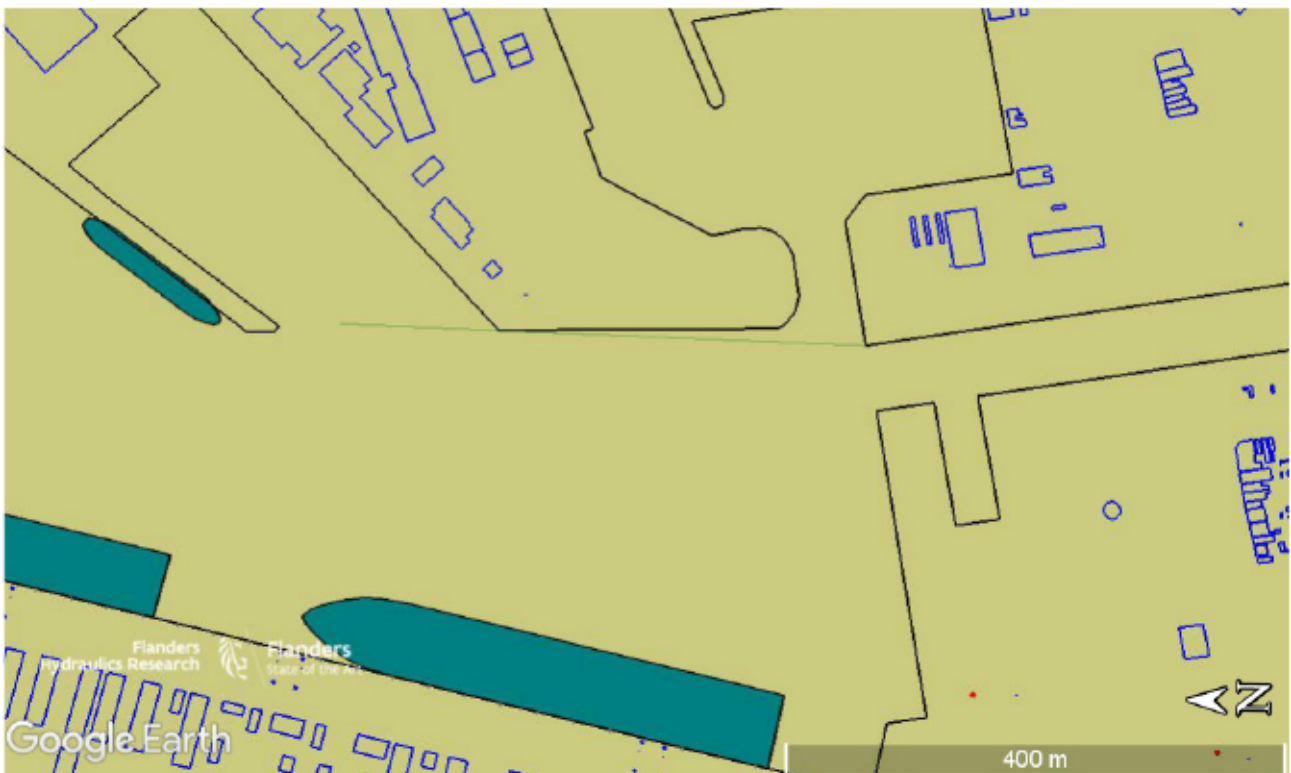 Flanders
Hydraulics Research
Flanders
State of the Art
Google Earth
N
400 m